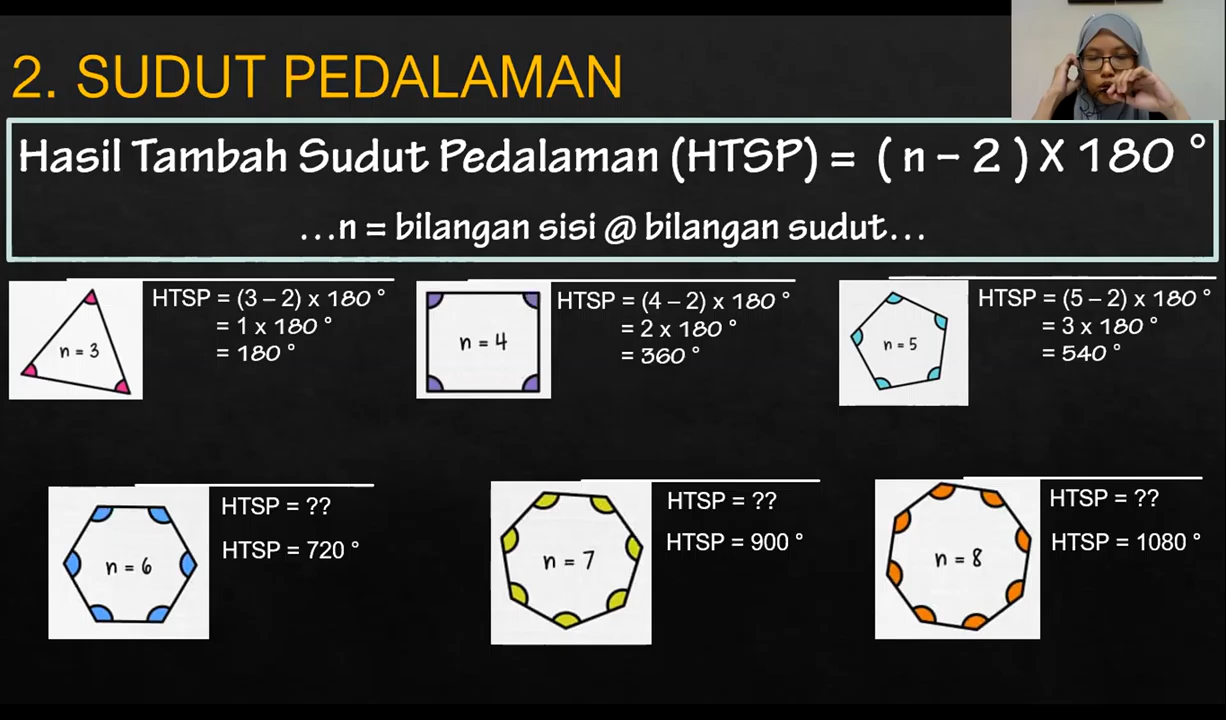 2. SUDUT PEDALAMAN
Hasil Tambah Sudut Pedalaman (HTSP) = ( n – 2 ) X 180 °
...n = bilangan sisi @ bilangan sudut...
n = 3
HTSP = (3 – 2) x 180 °
= 1 x 180 °
= 180 °
n = 4
HTSP = (4 – 2) x 180 °
= 2 x 180 °
= 360 °
n = 5
HTSP = (5 – 2) x 180 °
= 3 x 180 °
= 540 °
n = 6
HTSP = ??
HTSP = 720 °
n = 7
HTSP = ??
HTSP = 900 °
n = 8
HTSP = ??
HTSP = 1080 °